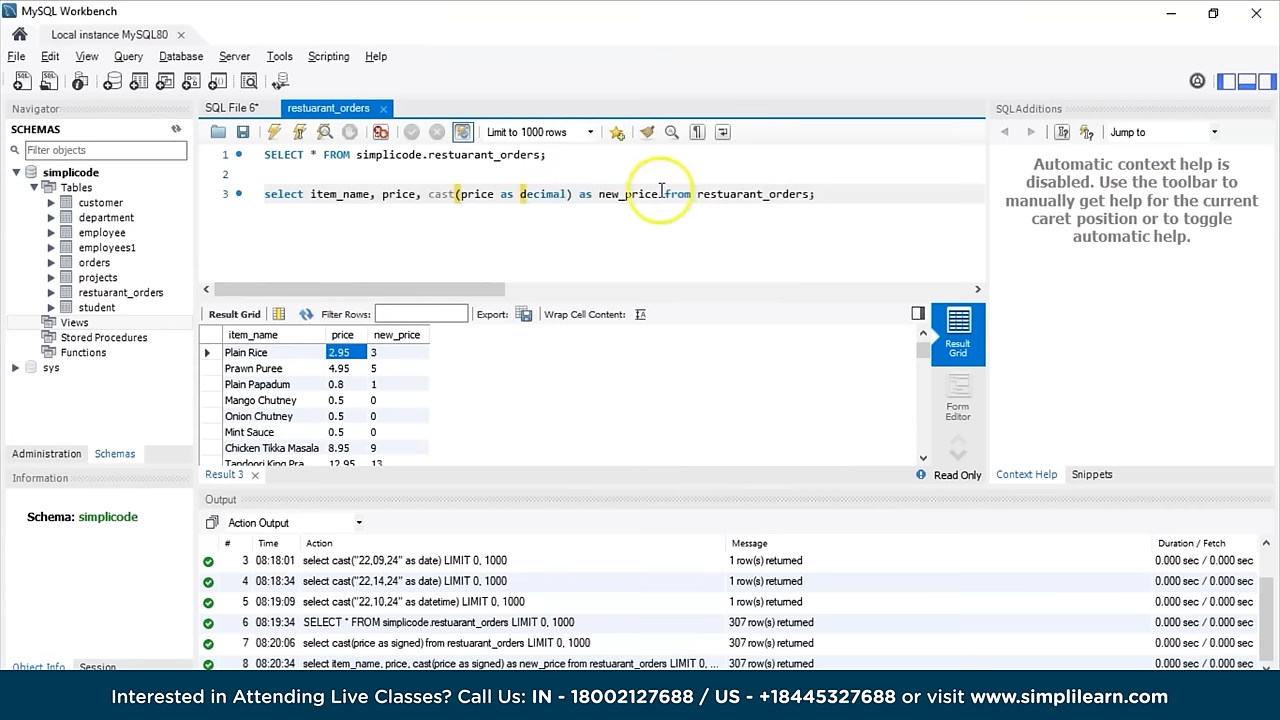 MySQL Workbench
Local instance MySQL80
File Edit View Query Database Server Tools Scripting Help
Navigator
SCHEMAS
Filter objects
simplicode
Tables
customer
department
employee
employees1
orders
projects
restuarant_orders
student
Views
Stored Procedures
Functions
sys
Administration Schemas
Information
Schema: simplicode
Object Info Session
SQL File 6* restuarant_orders
Limit to 1000 rows
1 SELECT * FROM simplicode.restuarant_orders;
2
3 select item_name, price, cast(price as decimal) as new_price from restuarant_orders;
Result Grid Filter Rows: Export: Wrap Cell Content:
item_name price new_price
Plain Rice 2.95 3
Prawn Puree 4.95 5
Plain Papadum 0.8 1
Mango Chutney 0.5 0
Onion Chutney 0.5 0
Mint Sauce 0.5 0
Chicken Tikka Masala 8.95 9
Tandoori King Pra... 12.95 13
Result Grid
Form Editor
Result 3
Read Only
SQLAdditions
Jump to
Automatic context help is
disabled. Use the toolbar to
manually get help for the
current caret position or to
toggle automatic help.
Context Help Snippets
Output
Action Output
# Time Action Message Duration / Fetch
3 08:18:01 select cast("22,09,24" as date) LIMIT 0, 1000 1 row(s) returned 0.000 sec / 0.000 sec
4 08:18:34 select cast("22,14,24" as date) LIMIT 0, 1000 1 row(s) returned 0.000 sec / 0.000 sec
5 08:19:09 select cast("22,10,24" as datetime) LIMIT 0, 1000 1 row(s) returned 0.000 sec / 0.000 sec
6 08:19:34 SELECT * FROM simplicode.restuarant_orders LIMIT 0, 1000 307 row(s) returned 0.000 sec / 0.000 sec
7 08:20:06 select cast(price as signed) from restuarant_orders LIMIT 0, 1000 307 row(s) returned 0.000 sec / 0.000 sec
8 08:20:34 select item_name, price, cast(price as signed) as new_price from restuarant_orders LIMIT 0, ... 307 row(s) returned 0.000 sec / 0.000 sec
Interested in Attending Live Classes? Call Us: IN - 18002127688 / US - +18445327688 or visit www.simplilearn.com